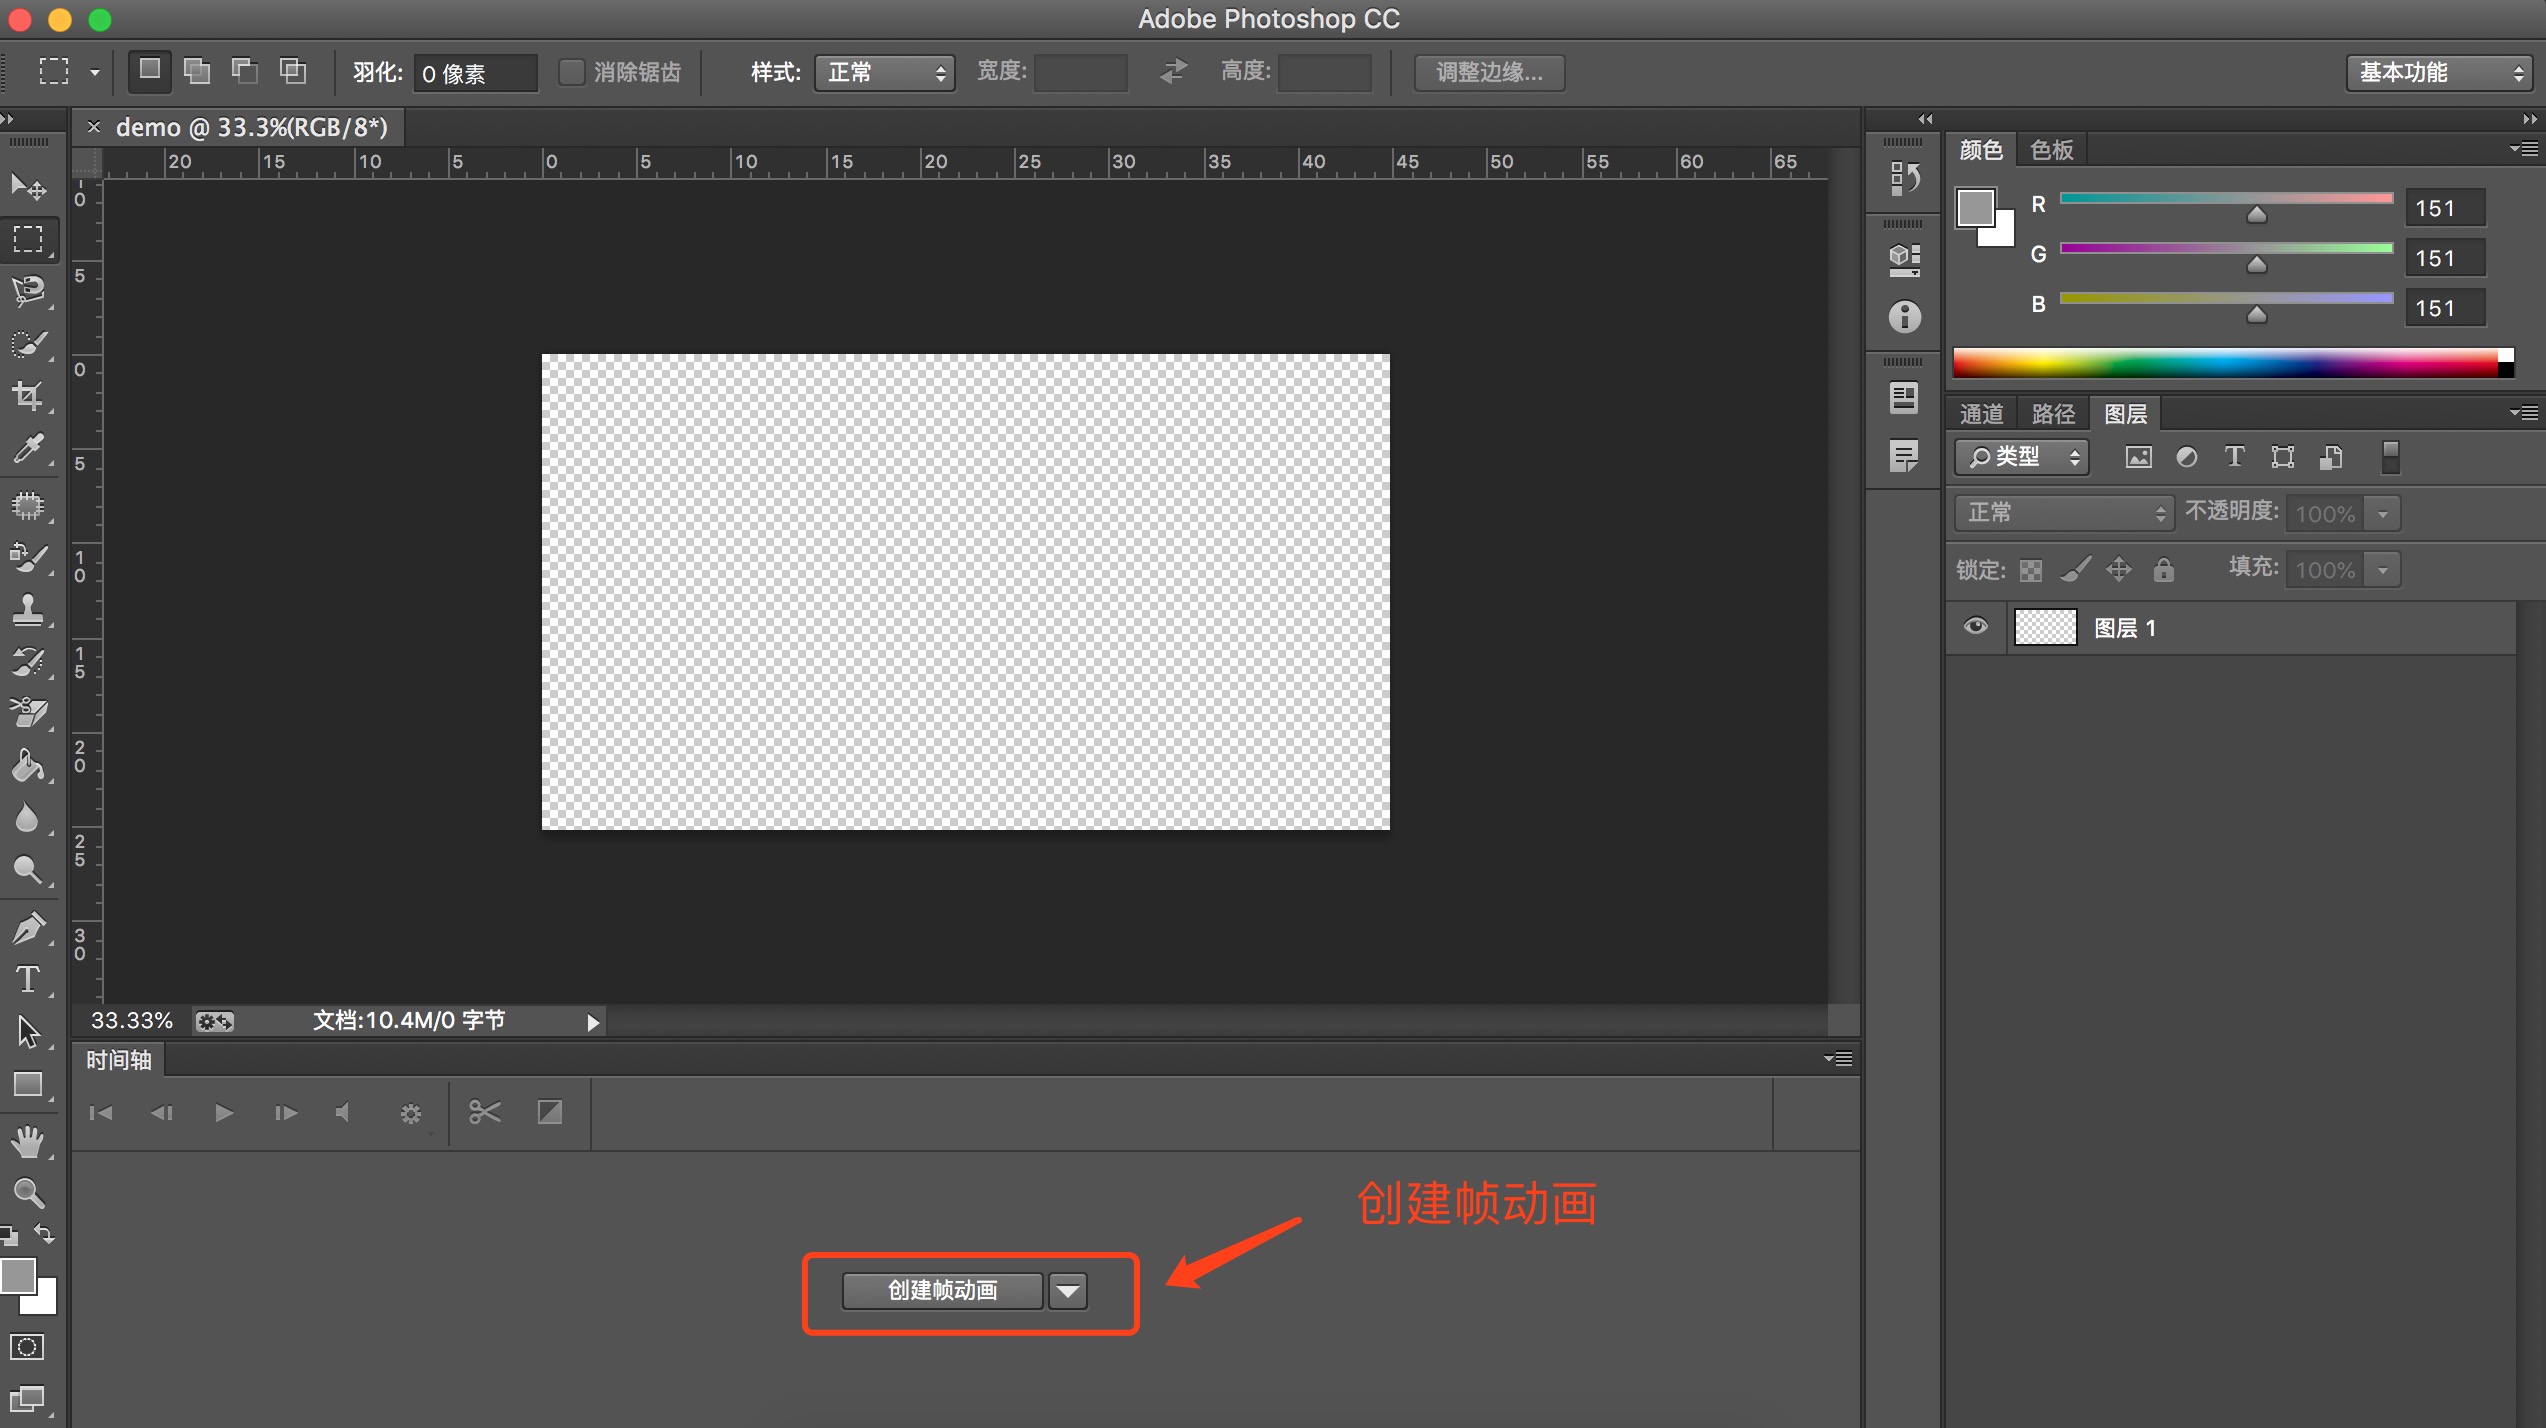 Adobe Photoshop CC
羽化: 0 像素 消除锯齿 样式: 正常 宽度: 高度: 调整边缘... 基本功能
× demo @ 33.3%(RGB/8*)
20 15 10 5 0 5 10 15 20 25 30 35 40 45 50 55 60 65
0
5
0
5
10
15
20
25
30
颜色 色板
R 151
G 151
B 151
通道 路径 图层
类型
正常 不透明度: 100%
锁定: 填充: 100%
图层 1
33.33% 文档:10.4M/0 字节
时间轴
创建帧动画
创建帧动画